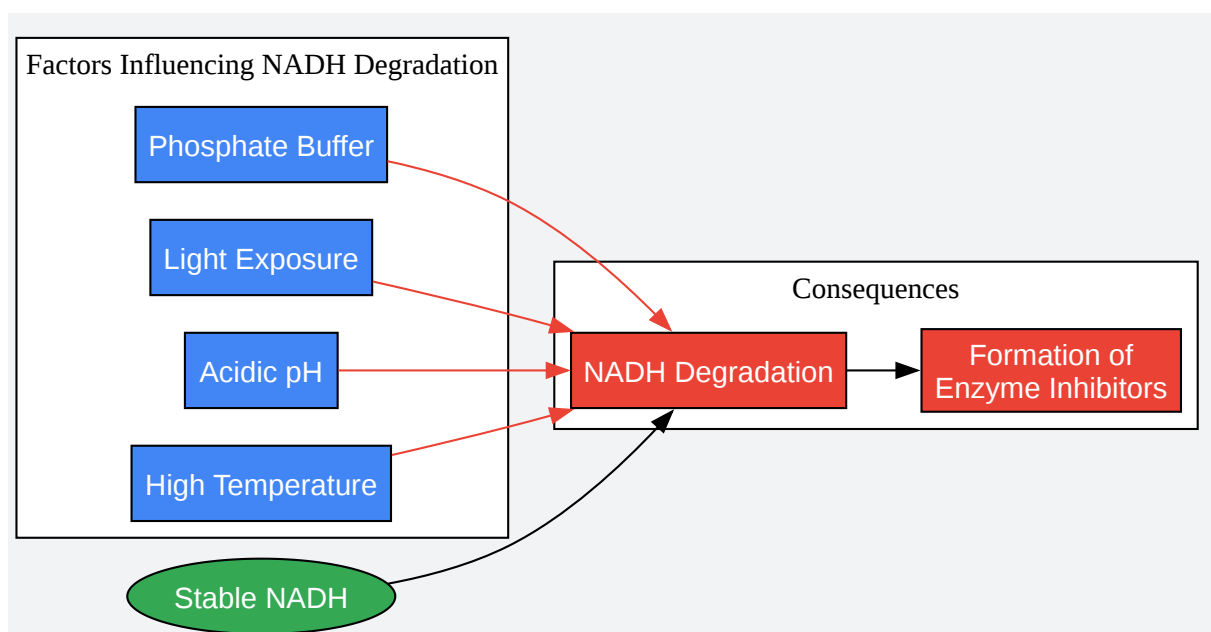 Factors Influencing NADH Degradation
Phosphate Buffer
Light Exposure
Acidic pH
High Temperature
Stable NADH
Consequences
NADH Degradation
Formation of
Enzyme Inhibitors